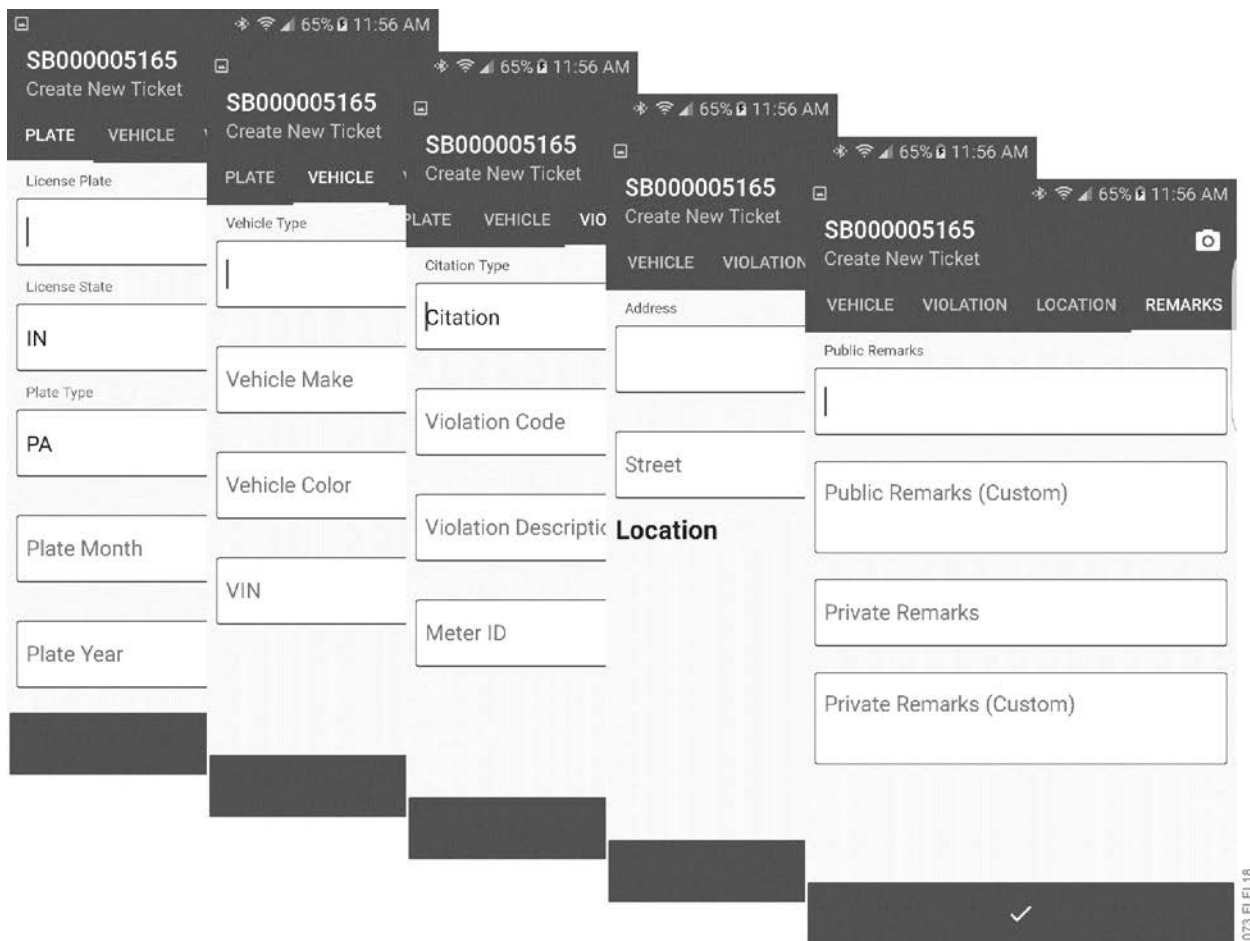 65% 11:56 AM
SB000005165
Create New Ticket
PLATE VEHICLE
License Plate
License State
IN
Plate Type
PA
Plate Month
Plate Year
65% 11:56 AM
SB000005165
Create New Ticket
PLATE VEHICLE
Vehicle Type
Vehicle Make
Vehicle Color
VIN
65% 11:56 AM
SB000005165
Create New Ticket
PLATE VEHICLE VIO
Citation Type
Citation
Violation Code
Violation Descriptio
Meter ID
65% 11:56 AM
SB000005165
Create New Ticket
VEHICLE VIOLATION
Address
Street
Location
65% 11:56 AM
SB000005165
Create New Ticket
VEHICLE VIOLATION LOCATION REMARKS
Public Remarks
Public Remarks (Custom)
Private Remarks
Private Remarks (Custom)